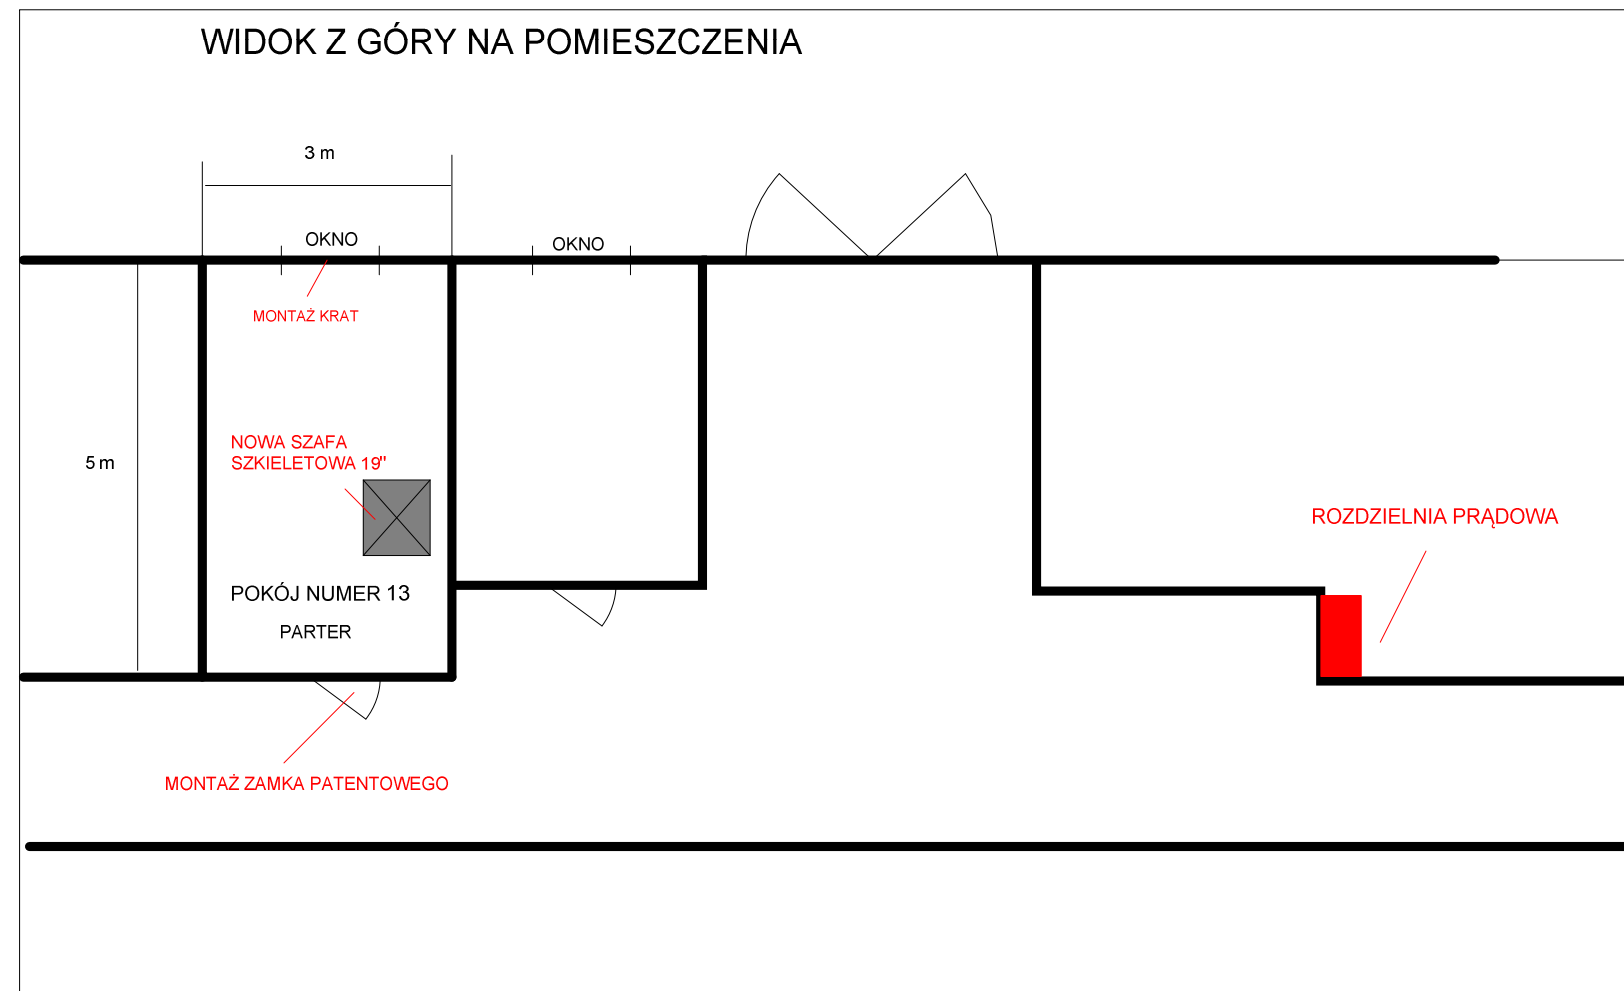 WIDOK Z GÓRY NA POMIESZCZENIA
3 m
OKNO
OKNO
MONTAŻ KRAT
NOWA SZAFA
SZKIELETOWA 19"
5 m
ROZDZIELNIA PRĄDOWA
POKÓJ NUMER 13
PARTER
MONTAŻ ZAMKA PATENTOWEGO